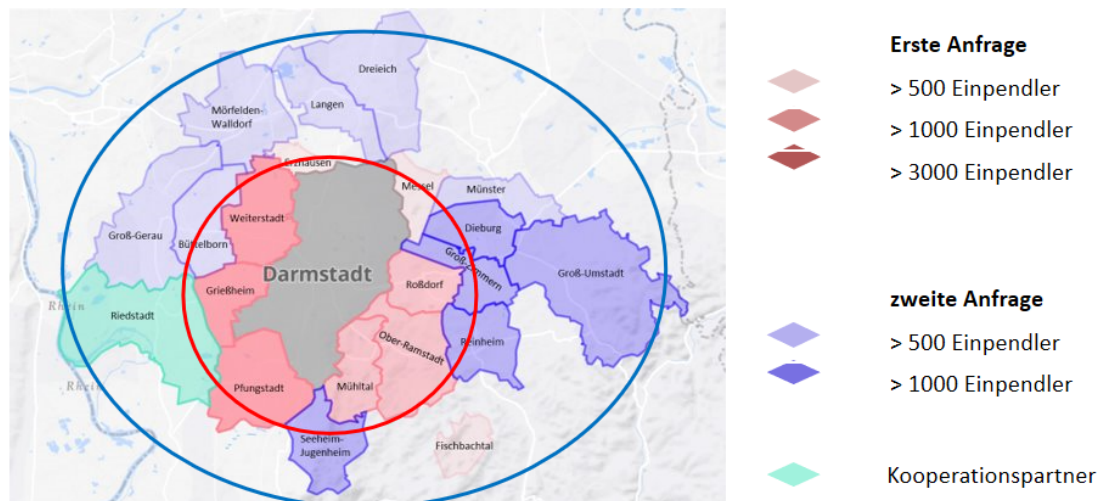 Dreieich
Langen
Mörfelden-
Walldorf
Erzhausen
Messel
Münster
Weiterstadt
Dieburg
Groß-Gerau
Büttelborn
Groß-Zimmern
Darmstadt
Groß-Umstadt
Grießheim
Roßdorf
Rhein
Riedstadt
Ober-Ramstadt
Reinheim
Rhein
Pfungstadt
Mühltal
Seeheim-
Jugenheim
Fischbachtal
Erste Anfrage
> 500 Einpendler
> 1000 Einpendler
> 3000 Einpendler
zweite Anfrage
> 500 Einpendler
> 1000 Einpendler
Kooperationspartner